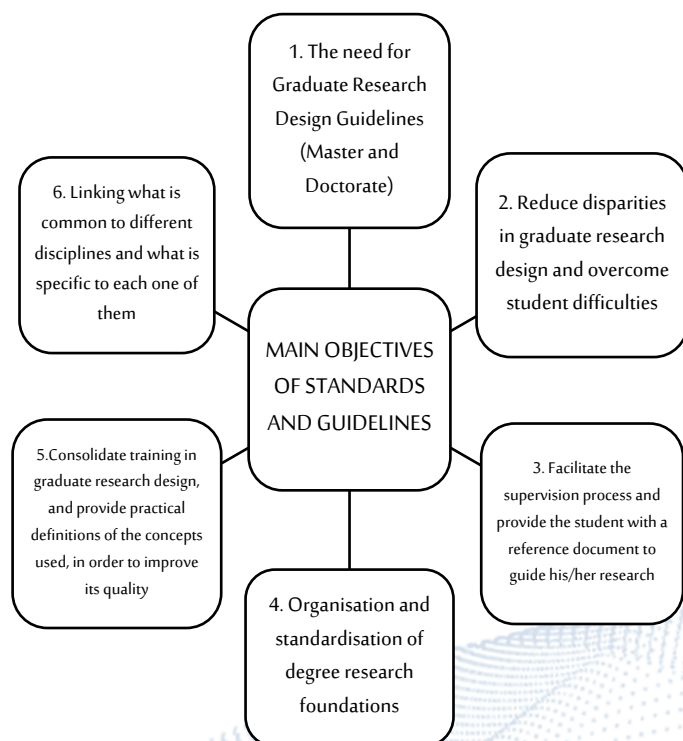 1. The need for
Graduate Research
Design Guidelines
(Master and
Doctorate)
2. Reduce disparities
in graduate research
design and overcome
student difficulties
3. Facilitate the
supervision process and
provide the student with a
reference document to
guide his/her research
4. Organisation and
standardisation of
degree research
foundations
5.Consolidate training in
graduate research design,
and provide practical
definitions of the concepts
used, in order to improve
its quality
6. Linking what is
common to different
disciplines and what is
specific to each one of
them
MAIN OBJECTIVES
OF STANDARDS
AND GUIDELINES